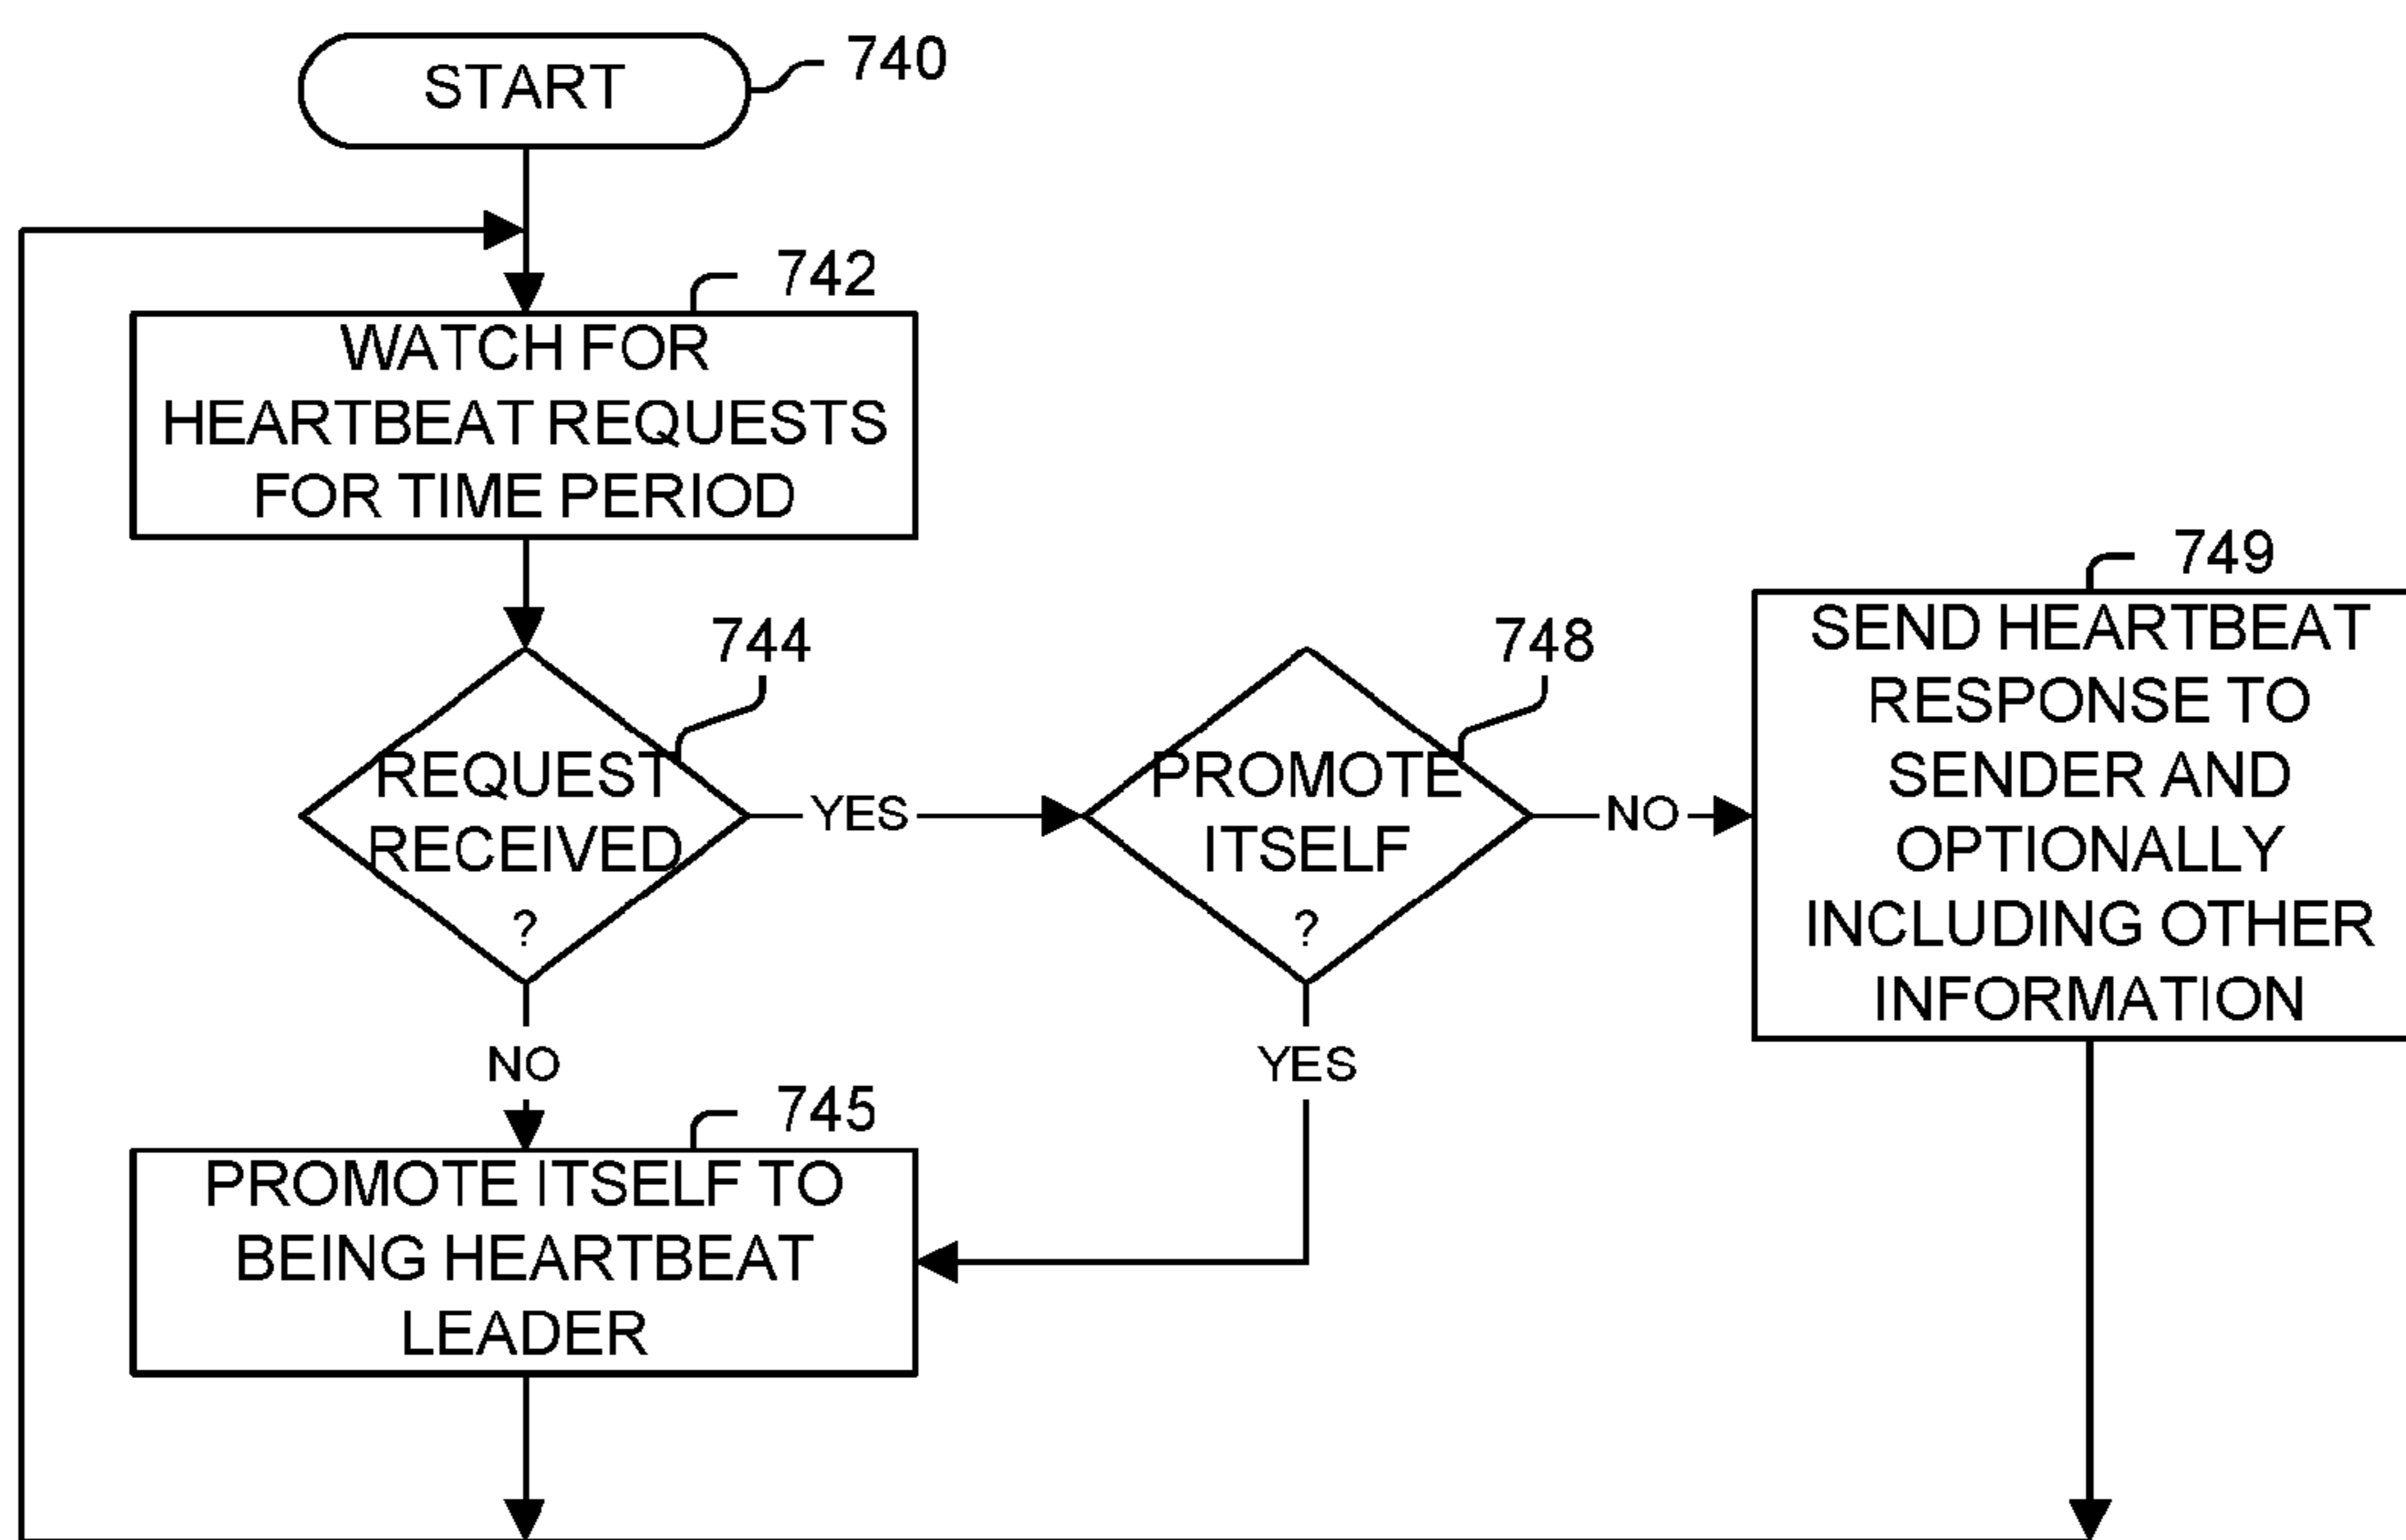 START
740
742
WATCH FOR
HEARTBEAT REQUESTS
FOR TIME PERIOD
744
REQUEST
RECEIVED
?
YES
NO
748
PROMOTE
ITSELF
?
NO
YES
749
SEND HEARTBEAT
RESPONSE TO
SENDER AND
OPTIONALLY
INCLUDING OTHER
INFORMATION
745
PROMOTE ITSELF TO
BEING HEARTBEAT
LEADER